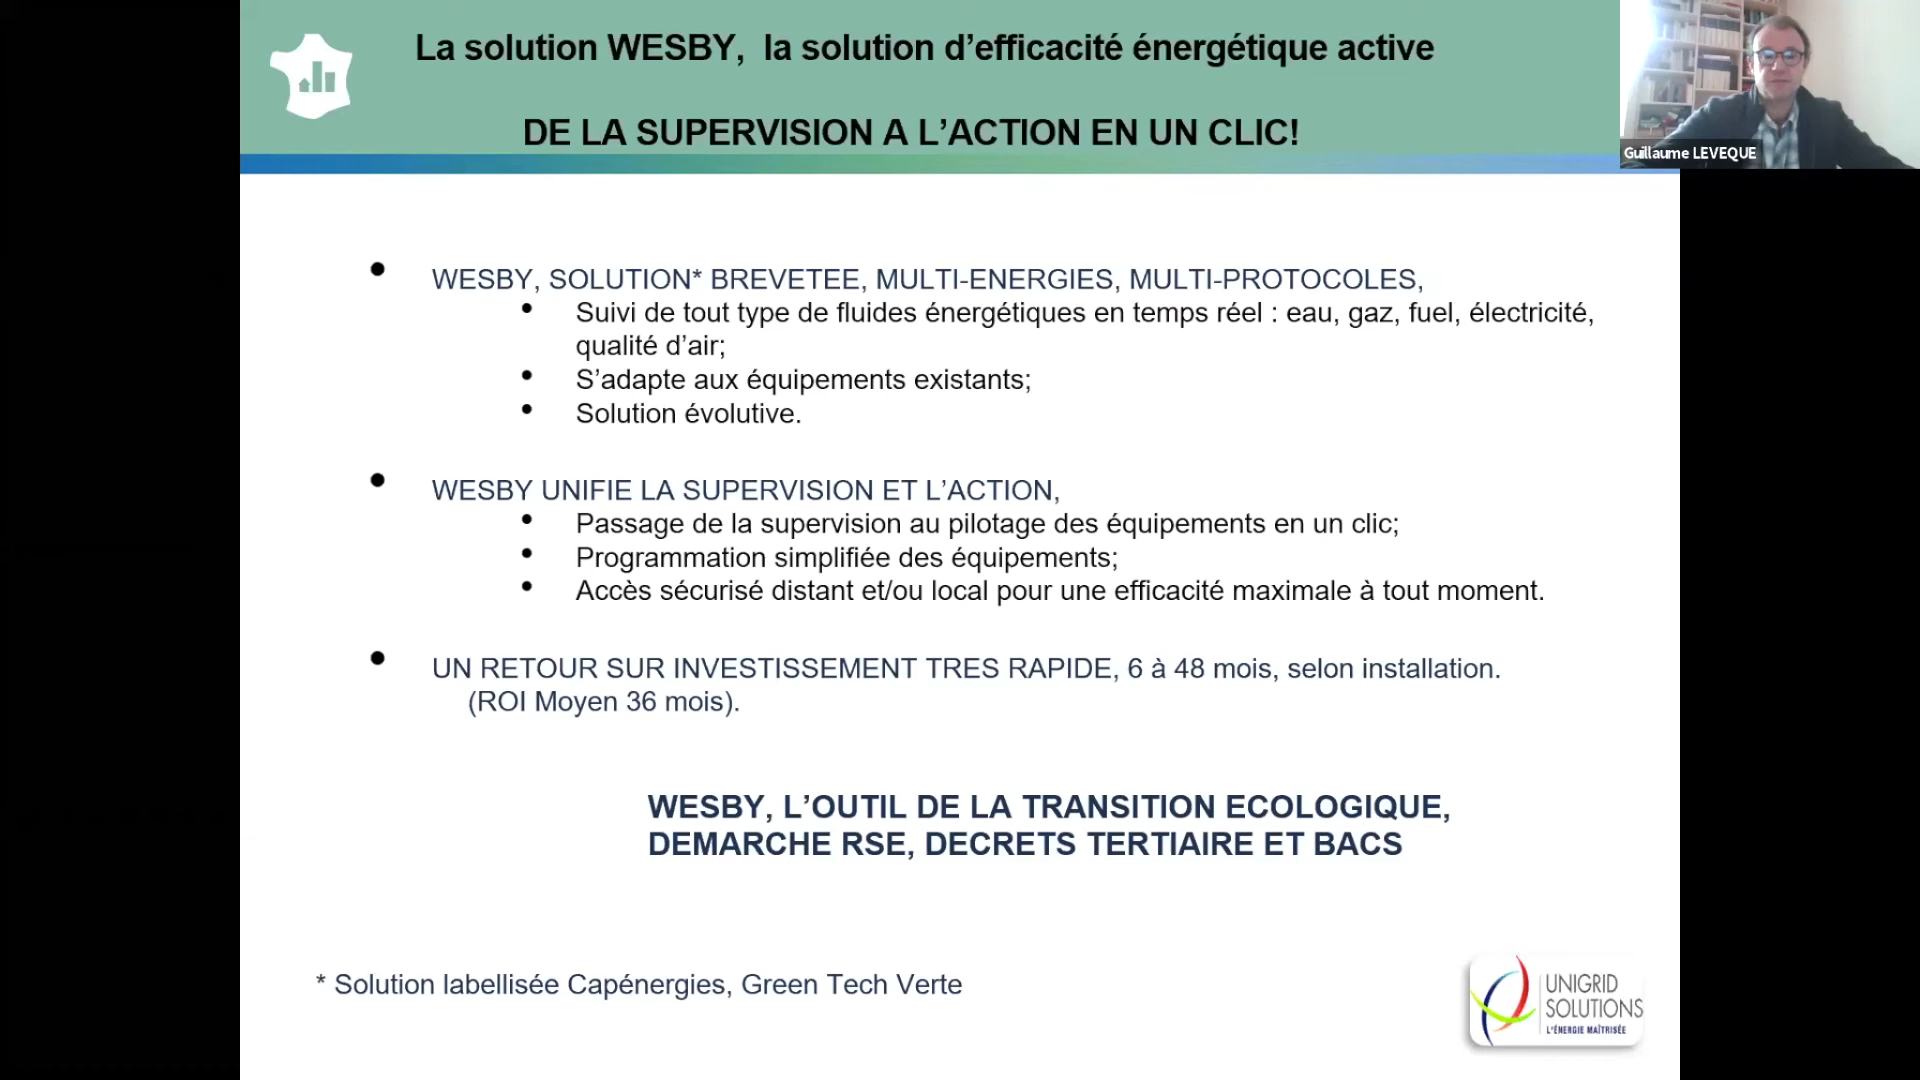 La solution WESBY,  la solution d’efficacité énergétique active
DE LA SUPERVISION A L’ACTION EN UN CLIC!
Guillaume LEVEQUE
• WESBY, SOLUTION* BREVETEE, MULTI-ENERGIES, MULTI-PROTOCOLES,
• Suivi de tout type de fluides énergétiques en temps réel : eau, gaz, fuel, électricité,
qualité d’air;
• S’adapte aux équipements existants;
• Solution évolutive.
• WESBY UNIFIE LA SUPERVISION ET L’ACTION,
• Passage de la supervision au pilotage des équipements en un clic;
• Programmation simplifiée des équipements;
• Accès sécurisé distant et/ou local pour une efficacité maximale à tout moment.
• UN RETOUR SUR INVESTISSEMENT TRES RAPIDE, 6 à 48 mois, selon installation.
(ROI Moyen 36 mois).
WESBY, L’OUTIL DE LA TRANSITION ECOLOGIQUE,
DEMARCHE RSE, DECRETS TERTIAIRE ET BACS
* Solution labellisée Capénergies, Green Tech Verte
UNIGRID
SOLUTIONS
L’ÉNERGIE MAÎTRISÉE